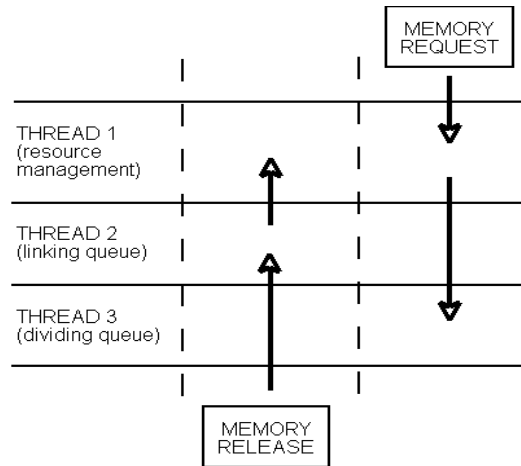 MEMORY
REQUEST
THREAD 1
(resource
management)
THREAD 2
(linking queue)
THREAD 3
(dividing queue)
MEMORY
RELEASE